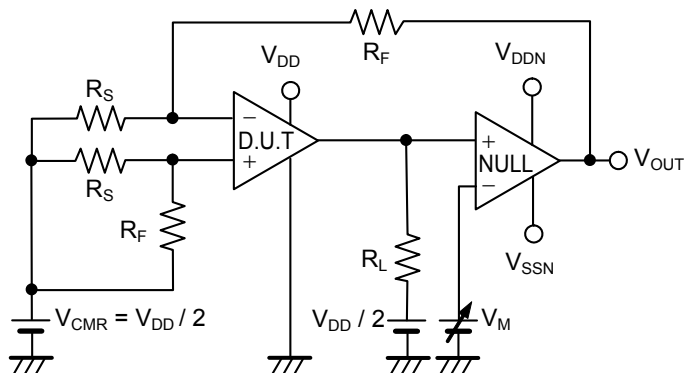 R_F
V_DD
V_DDN
R_S
−
D.U.T
+
+
NULL
−
V_OUT
R_S
R_F
R_L
V_SSN
V_CMR = V_DD / 2
V_DD / 2
V_M